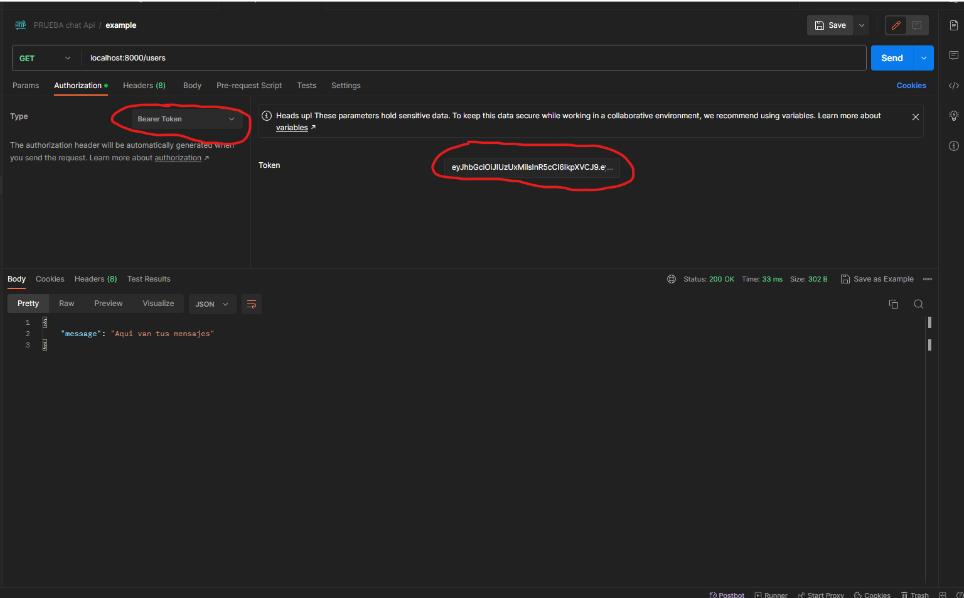 PRUEBA chat Api / example
Save
GET
localhost:8000/users
Send
Params Authorization Headers (8) Body Pre-request Script Tests Settings Cookies
Type
Bearer Token
Heads up! These parameters hold sensitive data. To keep this data secure while working in a collaborative environment, we recommend using variables. Learn more about
variables ↗
The authorization header will be automatically generated when
you send the request. Learn more about authorization ↗
Token
Body Cookies Headers (8) Test Results
Status: 200 OK Time: 33 ms Size: 302 B Save as Example
Pretty Raw Preview Visualize JSON
1 {
2 "message": "Aqui van tus mensajes"
3 }
Postbot Runner Start Proxy Cookies Trash